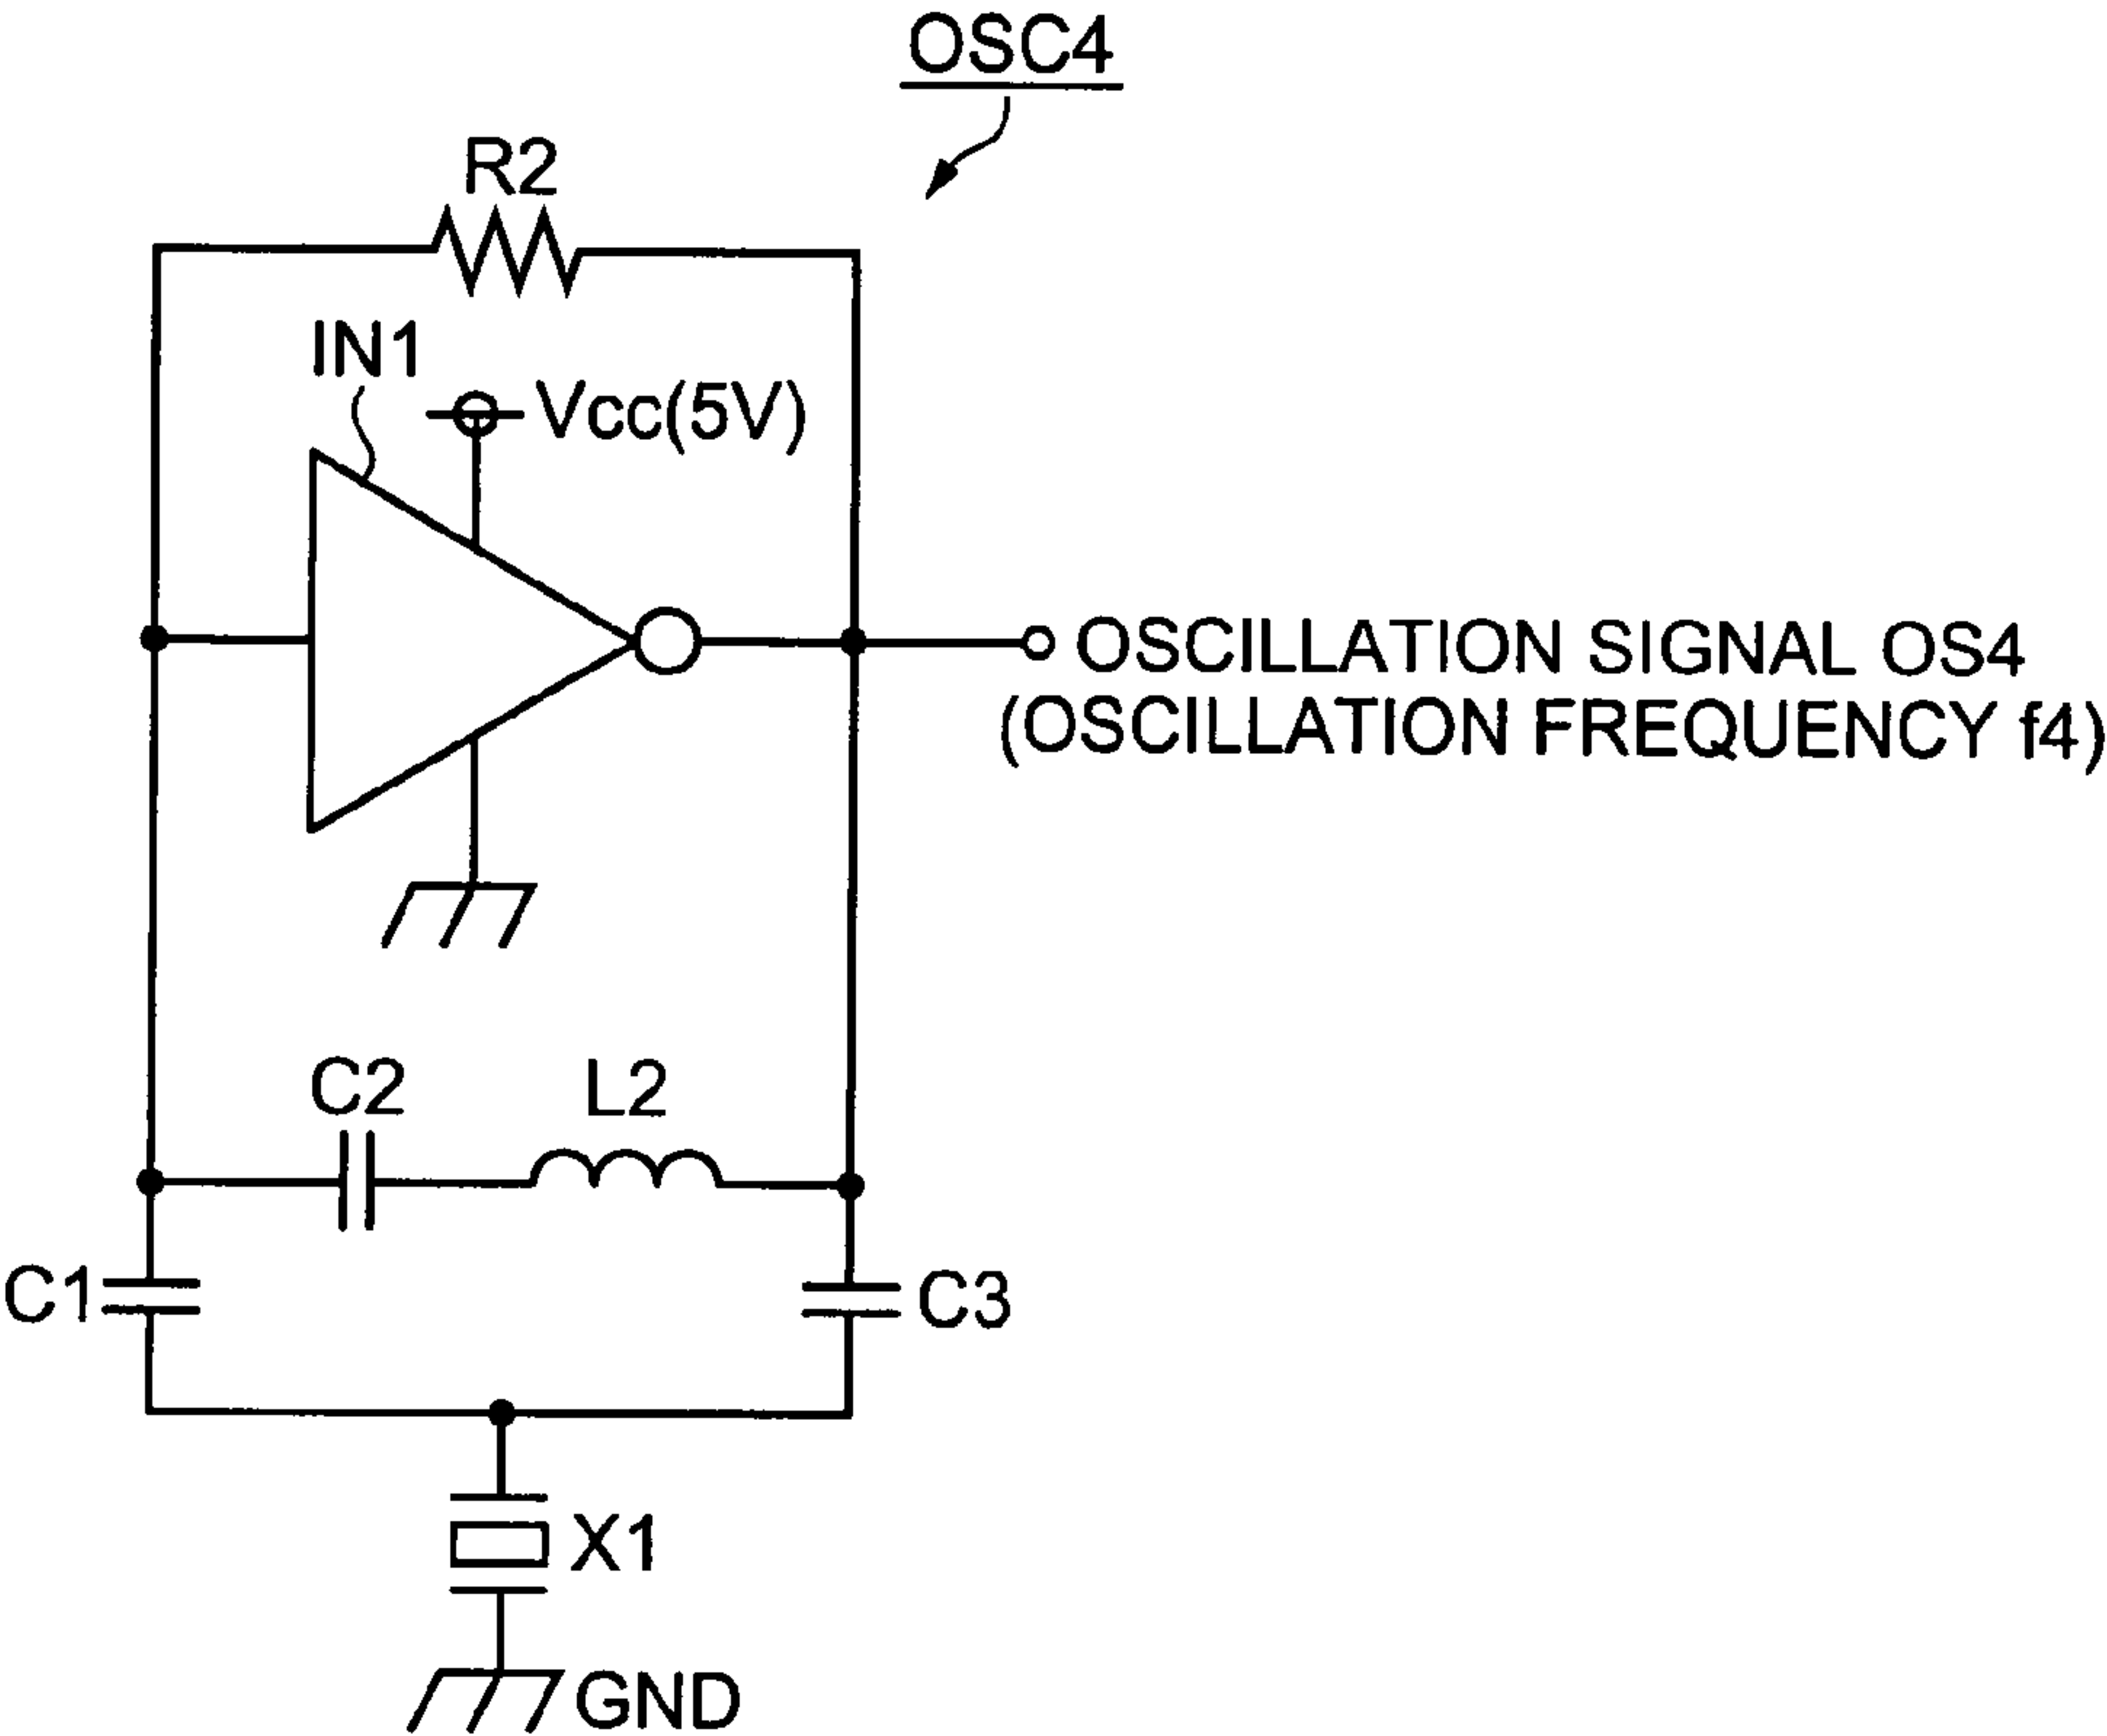 OSC4
R2
IN1
Vcc(5V)
OSCILLATION SIGNAL OS4
(OSCILLATION FREQUENCY f4)
C2
L2
C1
C3
X1
GND